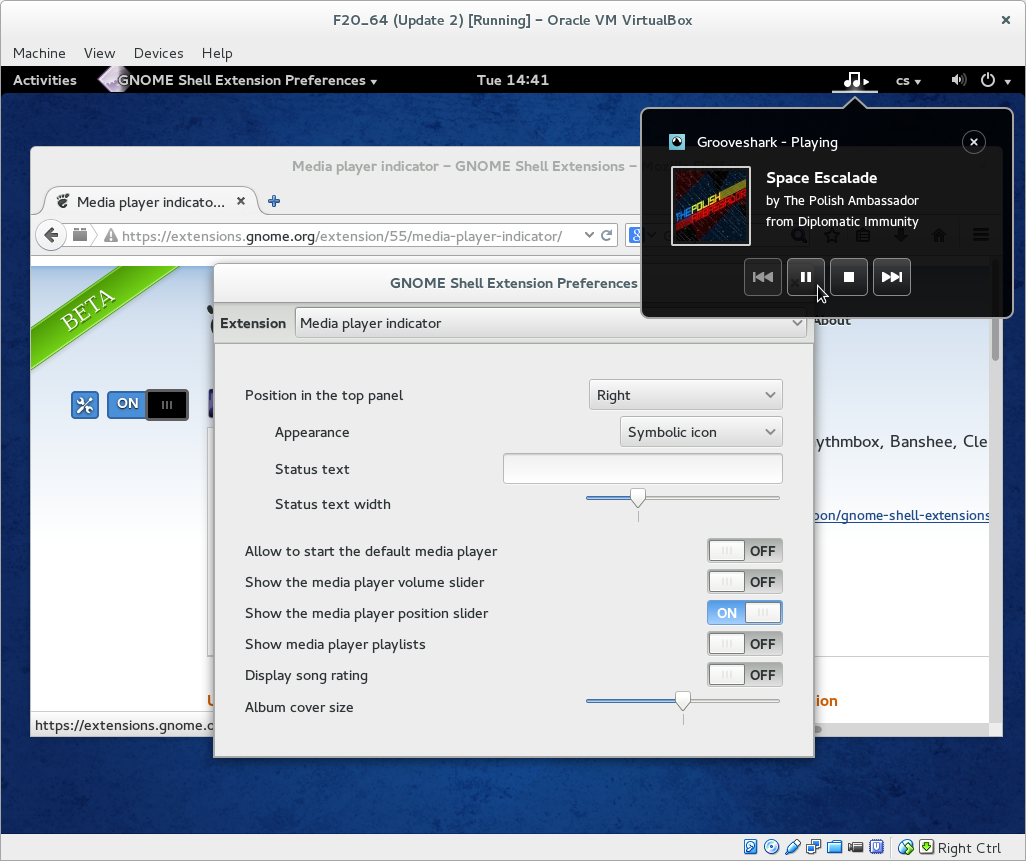 F20_64 (Update 2) [Running] – Oracle VM VirtualBox
Machine View Devices Help
Activities GNOME Shell Extension Preferences Tue 14:41 cs
Grooveshark - Playing
Space Escalade
by The Polish Ambassador
from Diplomatic Immunity
THE POLISH
AMBASSADOR
Media player indicator – GNOME Shell Extensions –
Media player indicato...
https://extensions.gnome.org/extension/55/media-player-indicator/
BETA
ON
GNOME Shell Extension Preferences
About
Extension Media player indicator
Position in the top panel Right
Appearance Symbolic icon
ythmbox, Banshee, Cle
Status text
Status text width
oon/gnome-shell-extensions
Allow to start the default media player OFF
Show the media player volume slider OFF
Show the media player position slider ON
Show media player playlists OFF
Display song rating OFF
Album cover size
ion
https://extensions.gnome.o
Right Ctrl